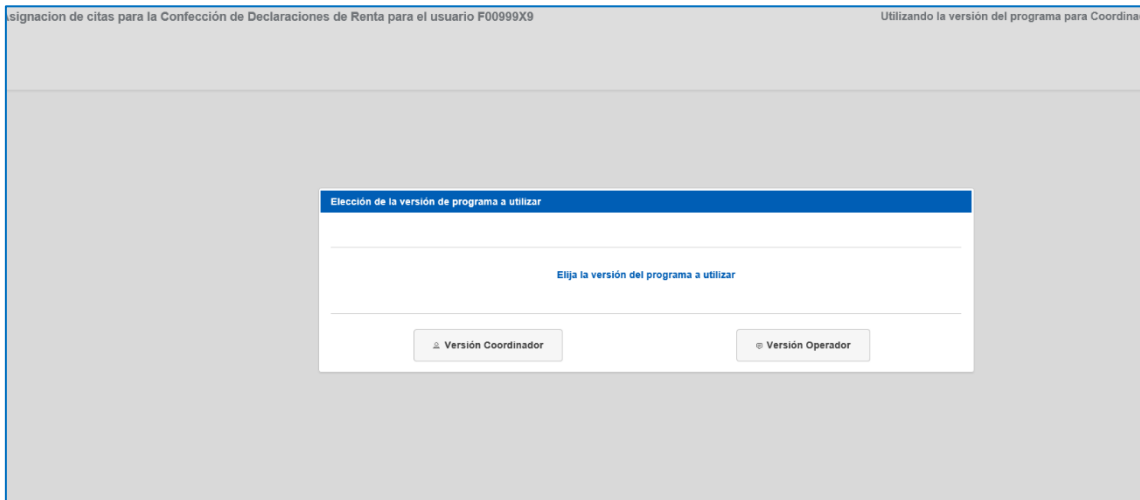 signacion de citas para la Confección de Declaraciones de Renta para el usuario F00999X9
Utilizando la versión del programa para Coordina
Elección de la versión de programa a utilizar
Elija la versión del programa a utilizar
Versión Coordinador
Versión Operador